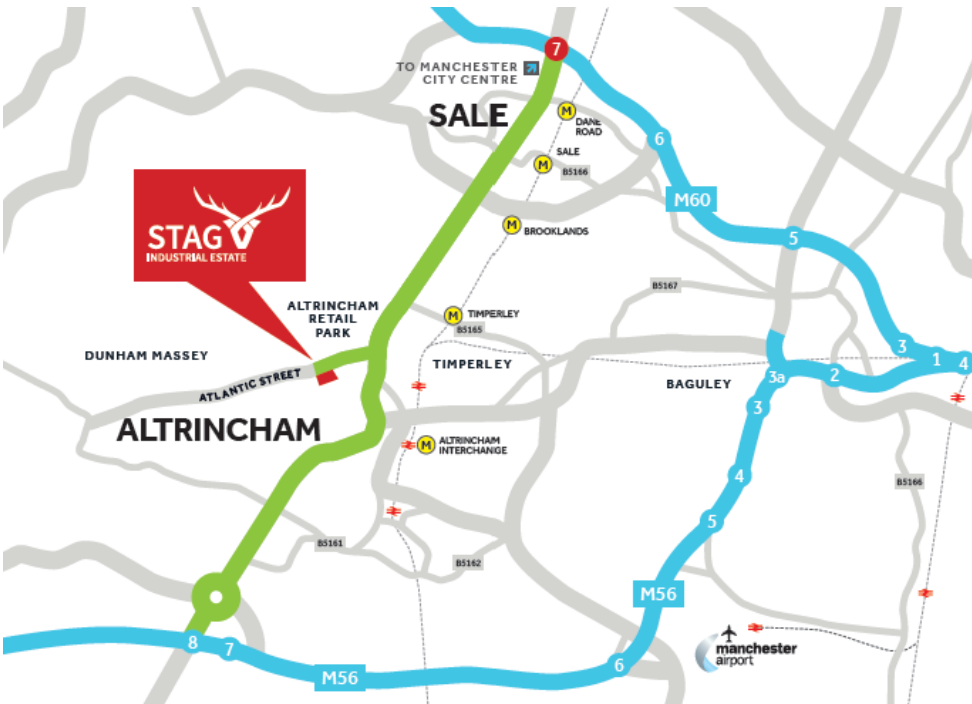 7
TO MANCHESTER
CITY CENTRE
SALE
M
DANE
ROAD
6
M
SALE
B5166
M60
STAG
INDUSTRIAL ESTATE
M
BROOKLANDS
5
B5167
ALTRINCHAM
RETAIL
PARK
M
TIMPERLEY
B5165
DUNHAM MASSEY
TIMPERLEY
3
1
4
ATLANTIC STREET
BAGULEY
3a
2
3
ALTRINCHAM
M
ALTRINCHAM
INTERCHANGE
4
B5166
5
B5161
B5162
M56
8
7
M56
6
manchester
airport